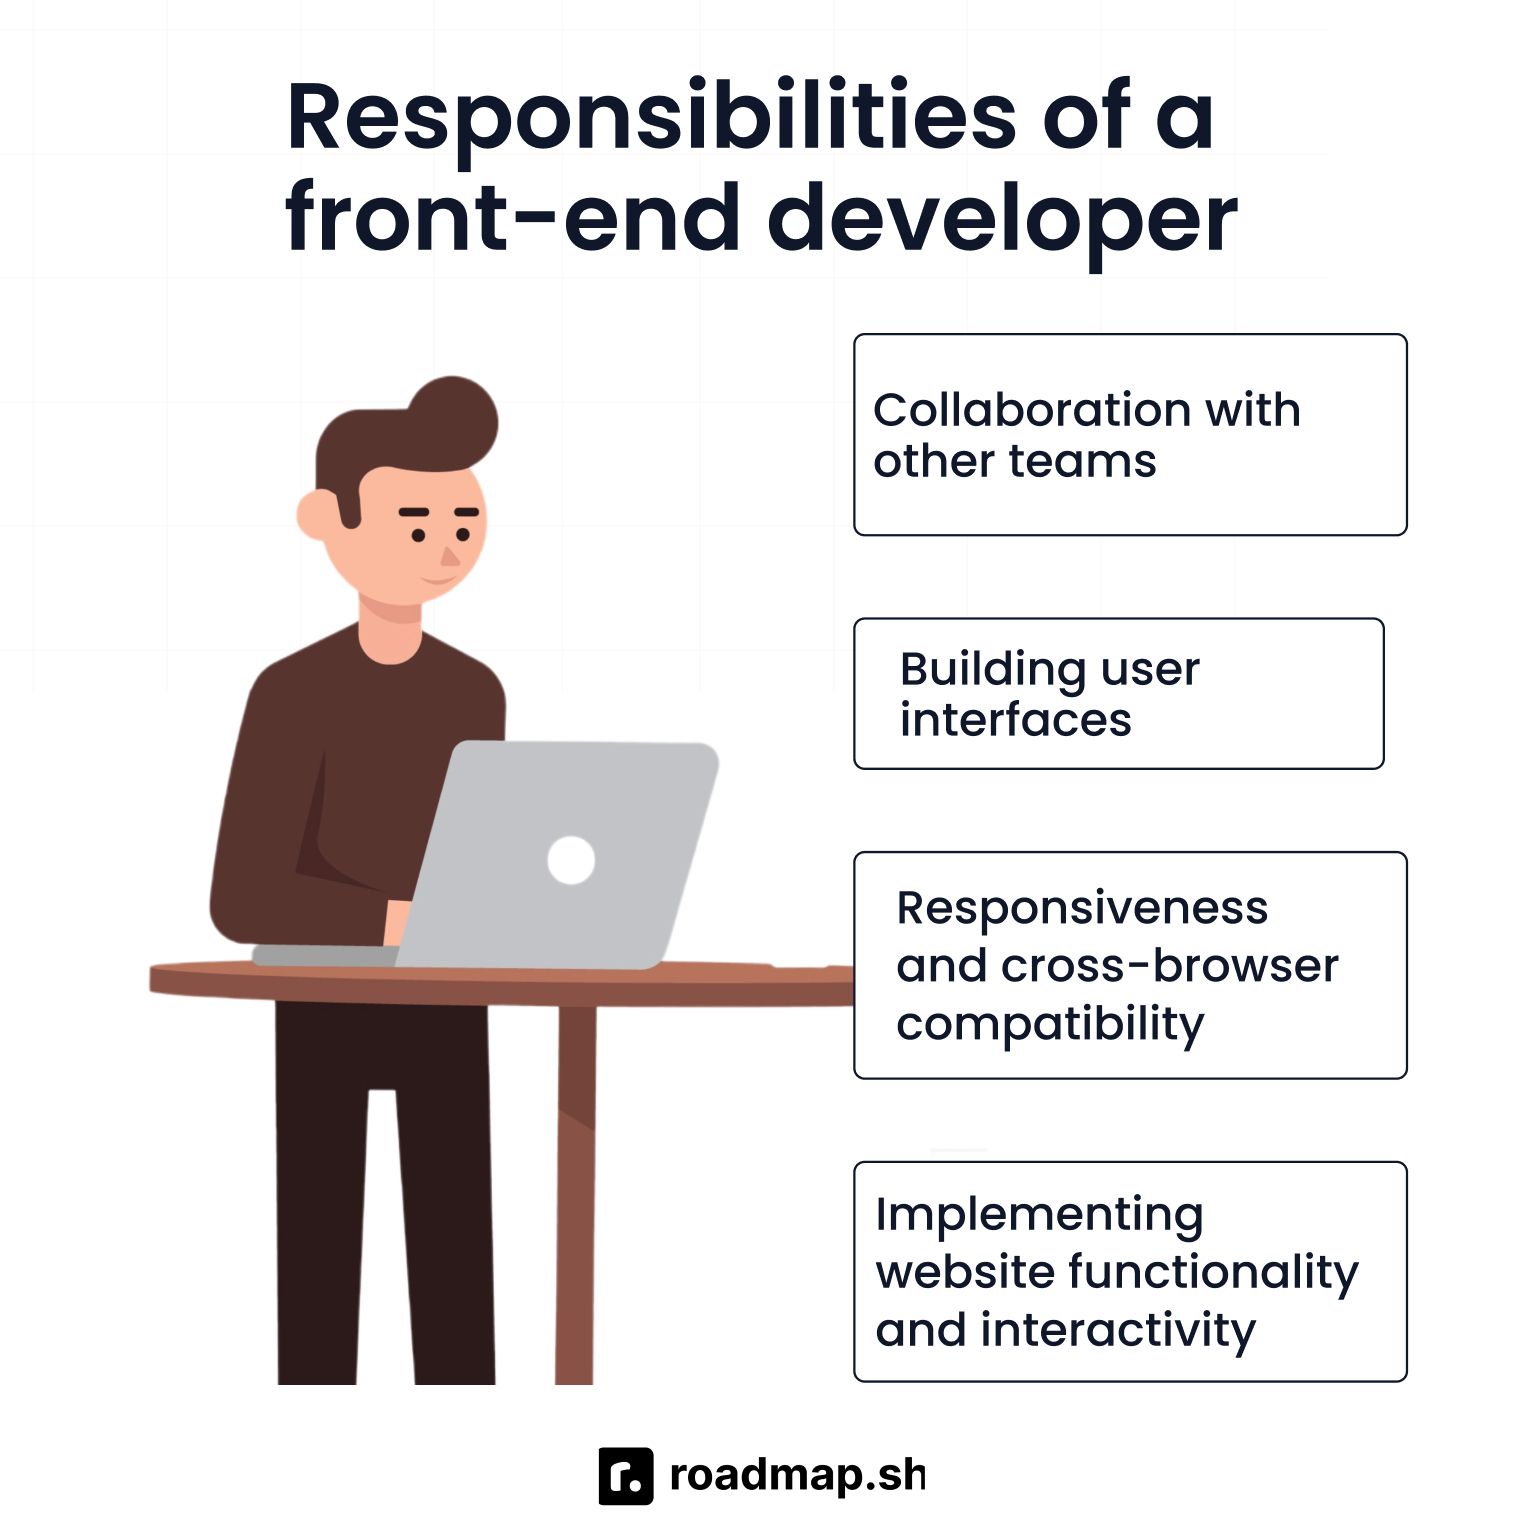 Responsibilities of a
front-end developer
Collaboration with
other teams
Building user
interfaces
Responsiveness
and cross-browser
compatibility
Implementing
website functionality
and interactivity
r. roadmap.sh